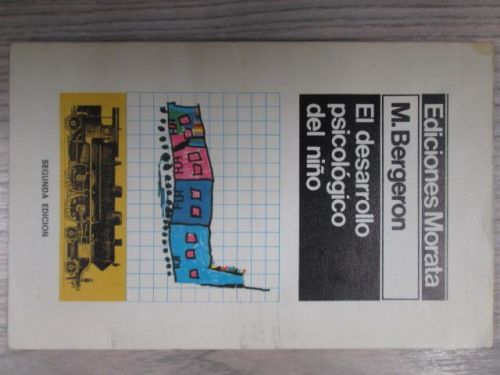 Ediciones Morata
M. Bergeron
El desarrollo
psicológico
del niño
SEGUNDA EDICION